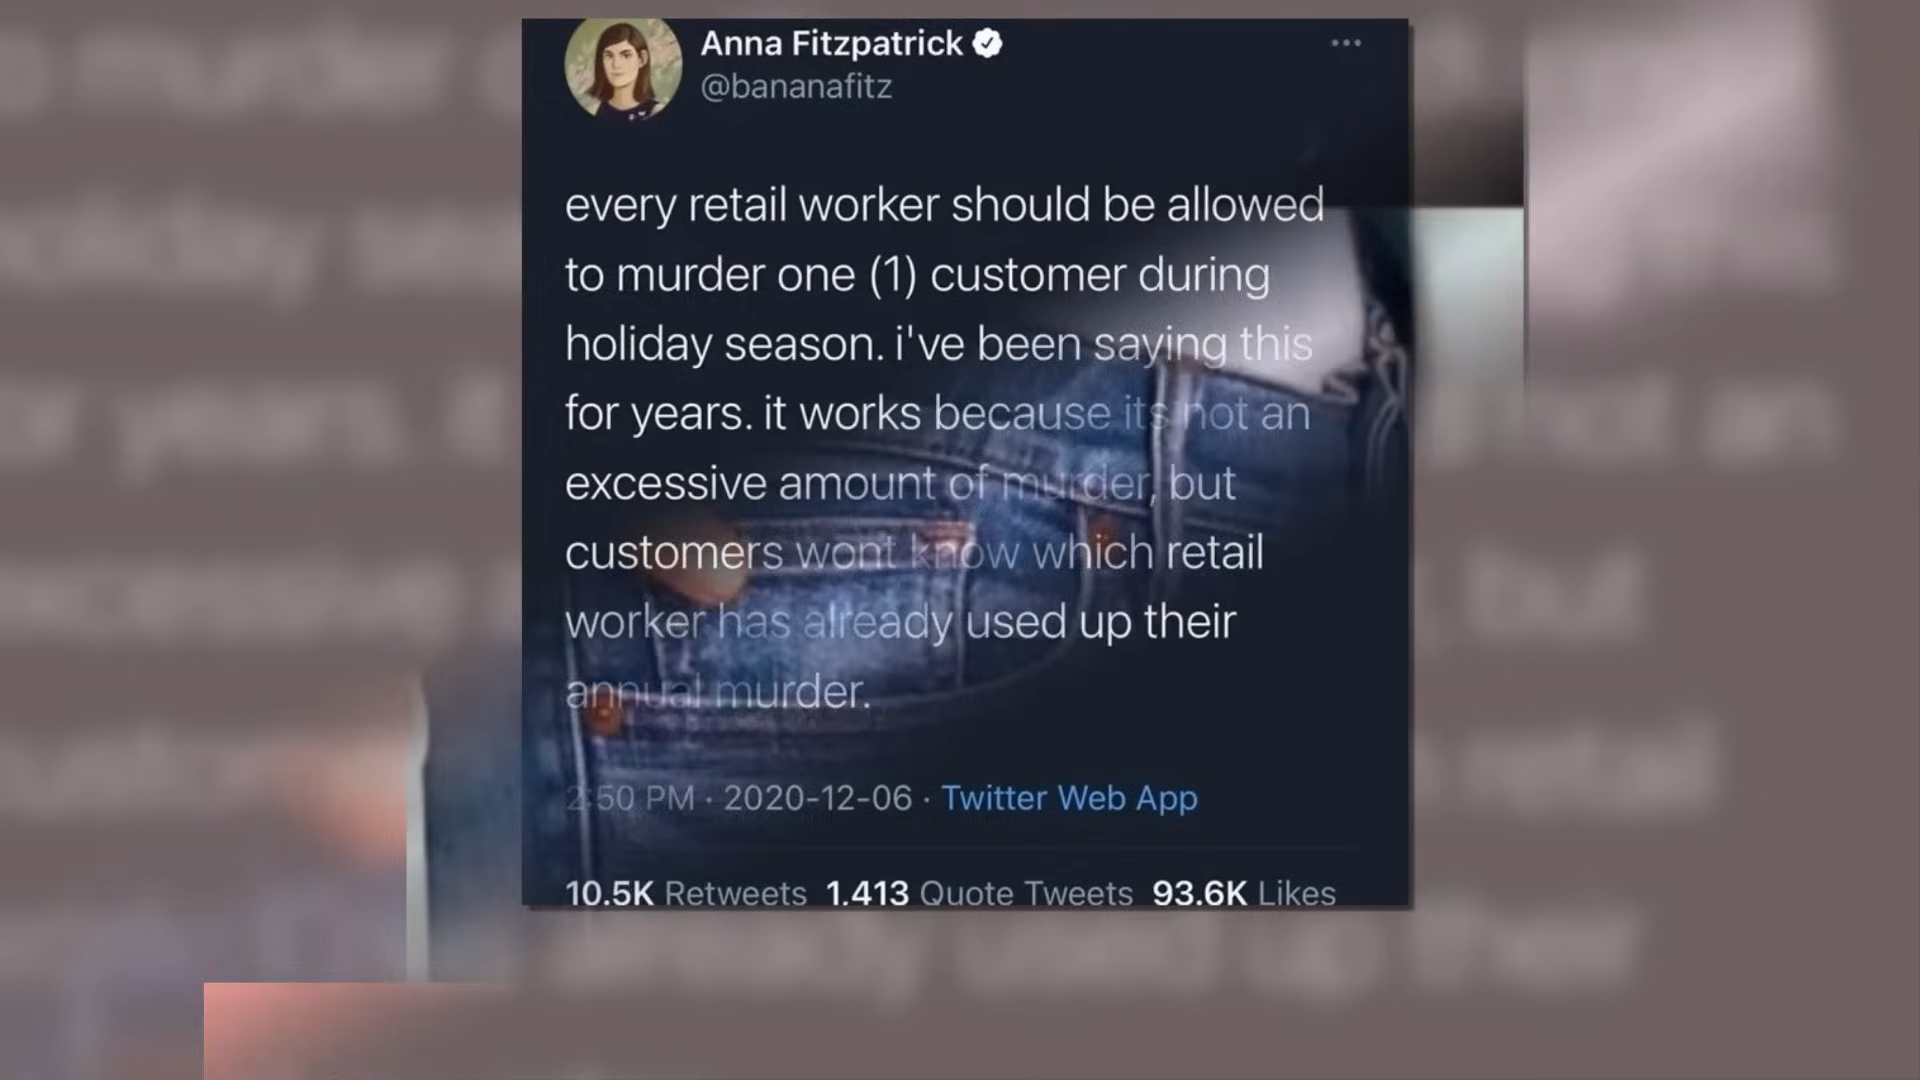 Anna Fitzpatrick
@bananafitz
every retail worker should be allowed
to murder one (1) customer during
holiday season. i've been saying this
for years. it works because its not an
excessive amount of murder, but
customers wont know which retail
worker has already used up their
annual murder.
2:50 PM · 2020-12-06 · Twitter Web App
10.5K Retweets 1.413 Quote Tweets 93.6K Likes